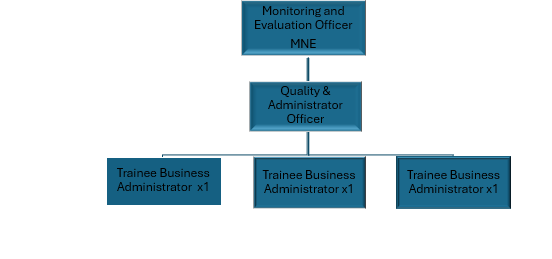 Monitoring and
Evaluation Officer
MNE
Quality &
Administrator
Officer
Trainee Business
Administrator x1
Trainee Business
Administrator x1
Trainee Business
Administrator x1